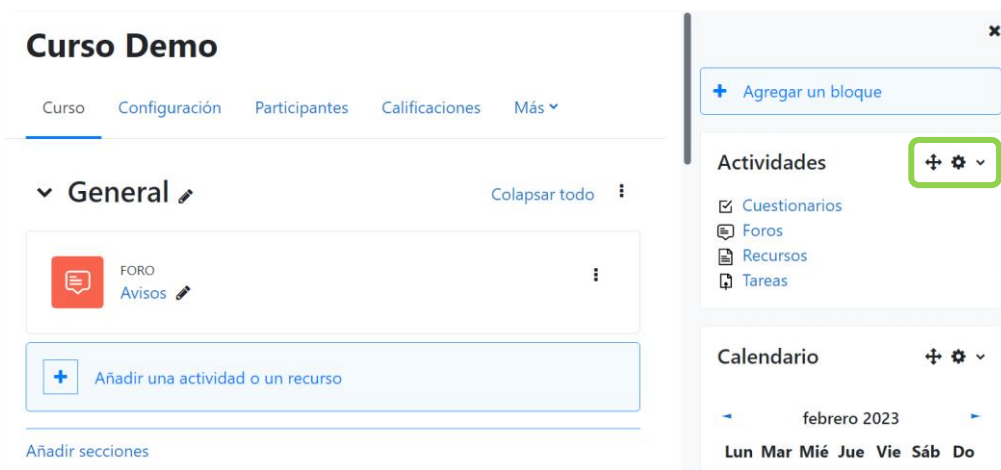 Curso Demo
Curso Configuración Participantes Calificaciones Más
General
Colapsar todo
FORO
Avisos
Añadir una actividad o un recurso
Añadir secciones
Agregar un bloque
Actividades
Cuestionarios
Foros
Recursos
Tareas
Calendario
febrero 2023
Lun Mar Mié Jue Vie Sáb Do